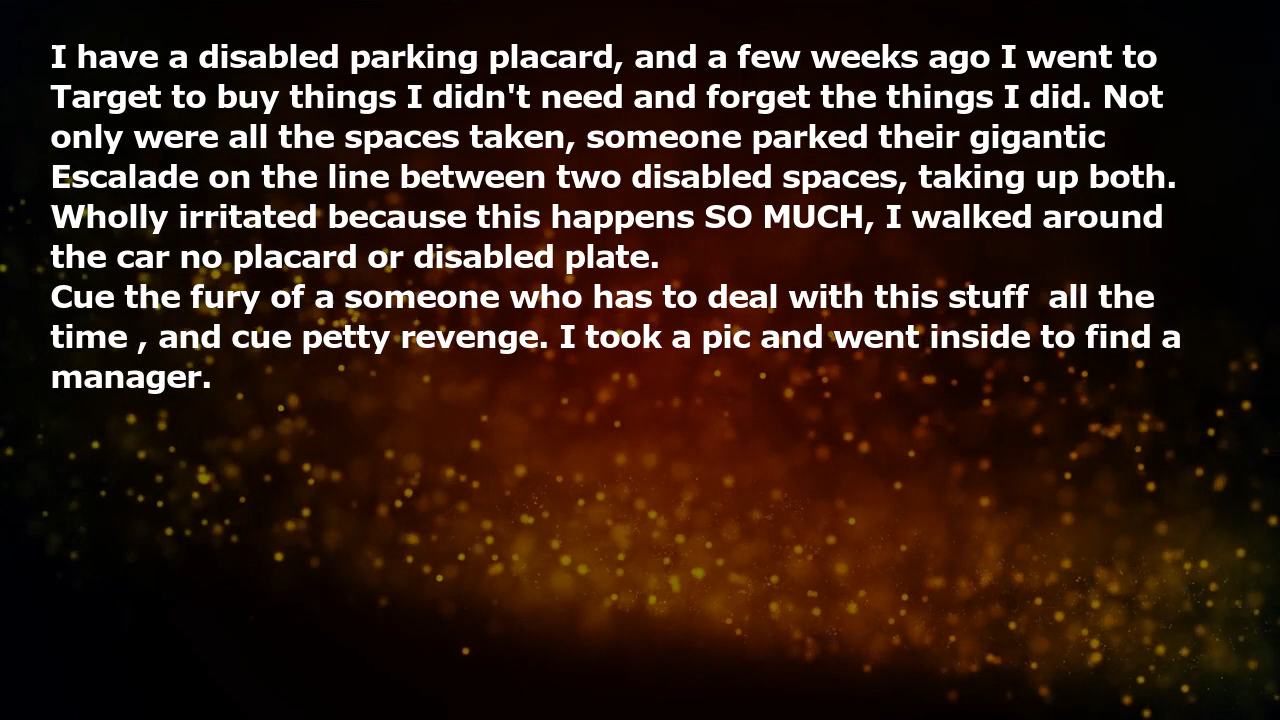 I have a disabled parking placard, and a few weeks ago I went to
Target to buy things I didn't need and forget the things I did. Not
only were all the spaces taken, someone parked their gigantic
Escalade on the line between two disabled spaces, taking up both.
Wholly irritated because this happens SO MUCH, I walked around
the car no placard or disabled plate.
Cue the fury of a someone who has to deal with this stuff  all the
time , and cue petty revenge. I took a pic and went inside to find a
manager.